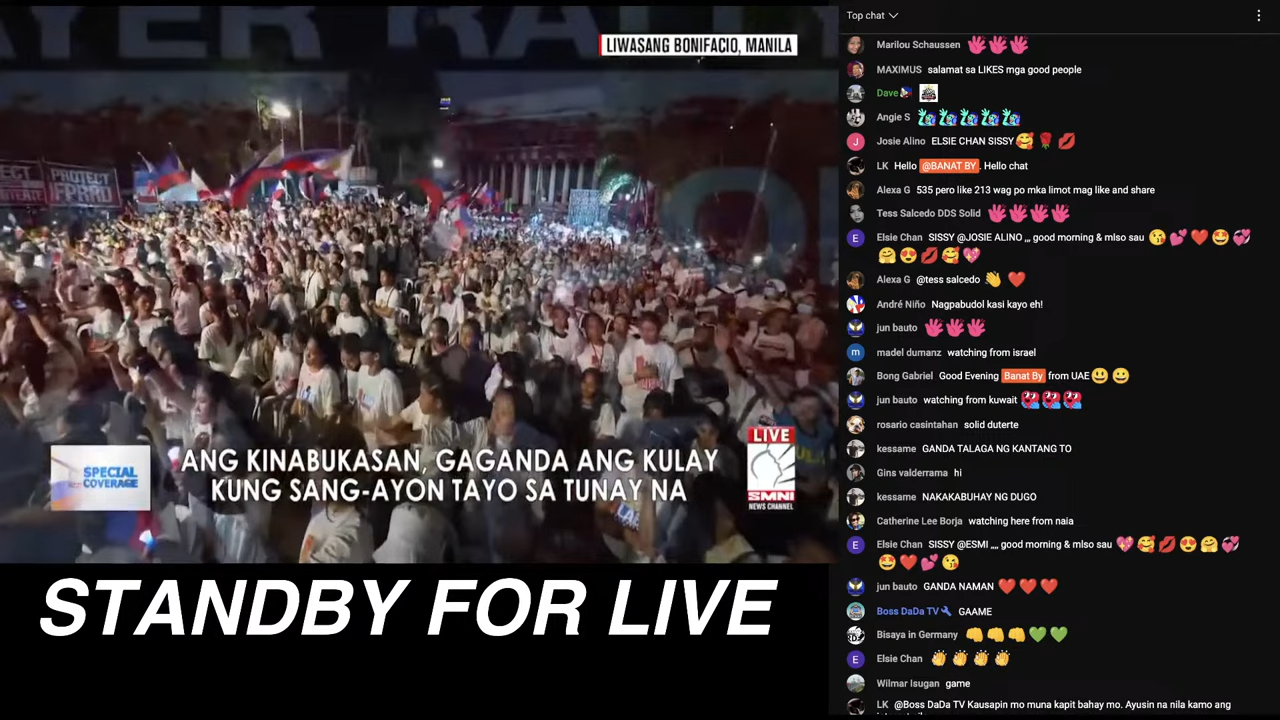 AYER RALL
LIWASANG BONIFACIO, MANILA
PROTECT
FPRRD
SPECIAL
COVERAGE
ANG KINABUKASAN, GAGANDA ANG KULAY
KUNG SANG-AYON TAYO SA TUNAY NA
LIVE
SMNI
NEWS CHANNEL
STANDBY FOR LIVE
Top chat
Marilou Schaussen
MAXIMUS salamat sa LIKES mga good people
Dave
Angie S
J Josie Alino ELSIE CHAN SISSY 🥰🌹💋
LK Hello @BANAT BY. Hello chat
Alexa G 535 pero like 213 wag po mka limot mag like and share
Tess Salcedo DDS Solid
E Elsie Chan SISSY @JOSIE ALINO ,,, good morning & mlso sau 😘💕❤️🤩💞
🤗😍💋🥰💖
Alexa G @tess salcedo 👋❤️
André Niño Nagpabudol kasi kayo eh!
jun bauto
m madel dumanz watching from israel
Bong Gabriel Good Evening Banat By from UAE 😃😀
jun bauto watching from kuwait
rosario casintahan solid duterte
kessame GANDA TALAGA NG KANTANG TO
Gins valderrama hi
kessame NAKAKABUHAY NG DUGO
Catherine Lee Borja watching here from naia
E Elsie Chan SISSY @ESMI ,,,, good morning & mlso sau 💖🥰💋😍🤗💞
🤩❤️💕😘
jun bauto GANDA NAMAN ❤️❤️❤️
Boss DaDa TV GAAME
Bisaya in Germany 👊👊👊💚💚
E Elsie Chan 👏👏👏👏
Wilmar Isugan game
LK @Boss DaDa TV Kausapin mo muna kapit bahay mo. Ayusin na nila kamo ang